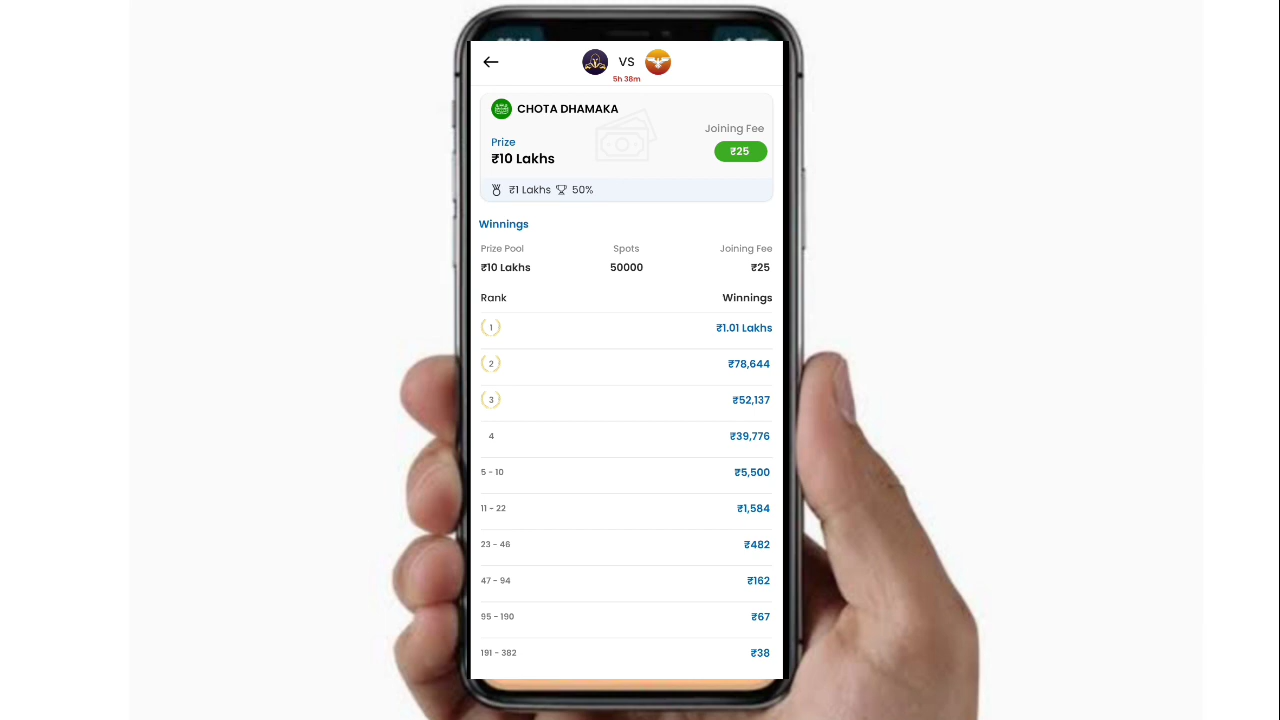 VS
5h 38m
CHOTA DHAMAKA
Joining Fee
Prize
₹25
₹10 Lakhs
₹1 Lakhs 50%
Winnings
Prize Pool Spots Joining Fee
₹10 Lakhs 50000 ₹25
Rank Winnings
1 ₹1.01 Lakhs
2 ₹78,644
3 ₹52,137
4 ₹39,776
5 - 10 ₹5,500
11 - 22 ₹1,584
23 - 46 ₹482
47 - 94 ₹162
95 - 190 ₹67
191 - 382 ₹38